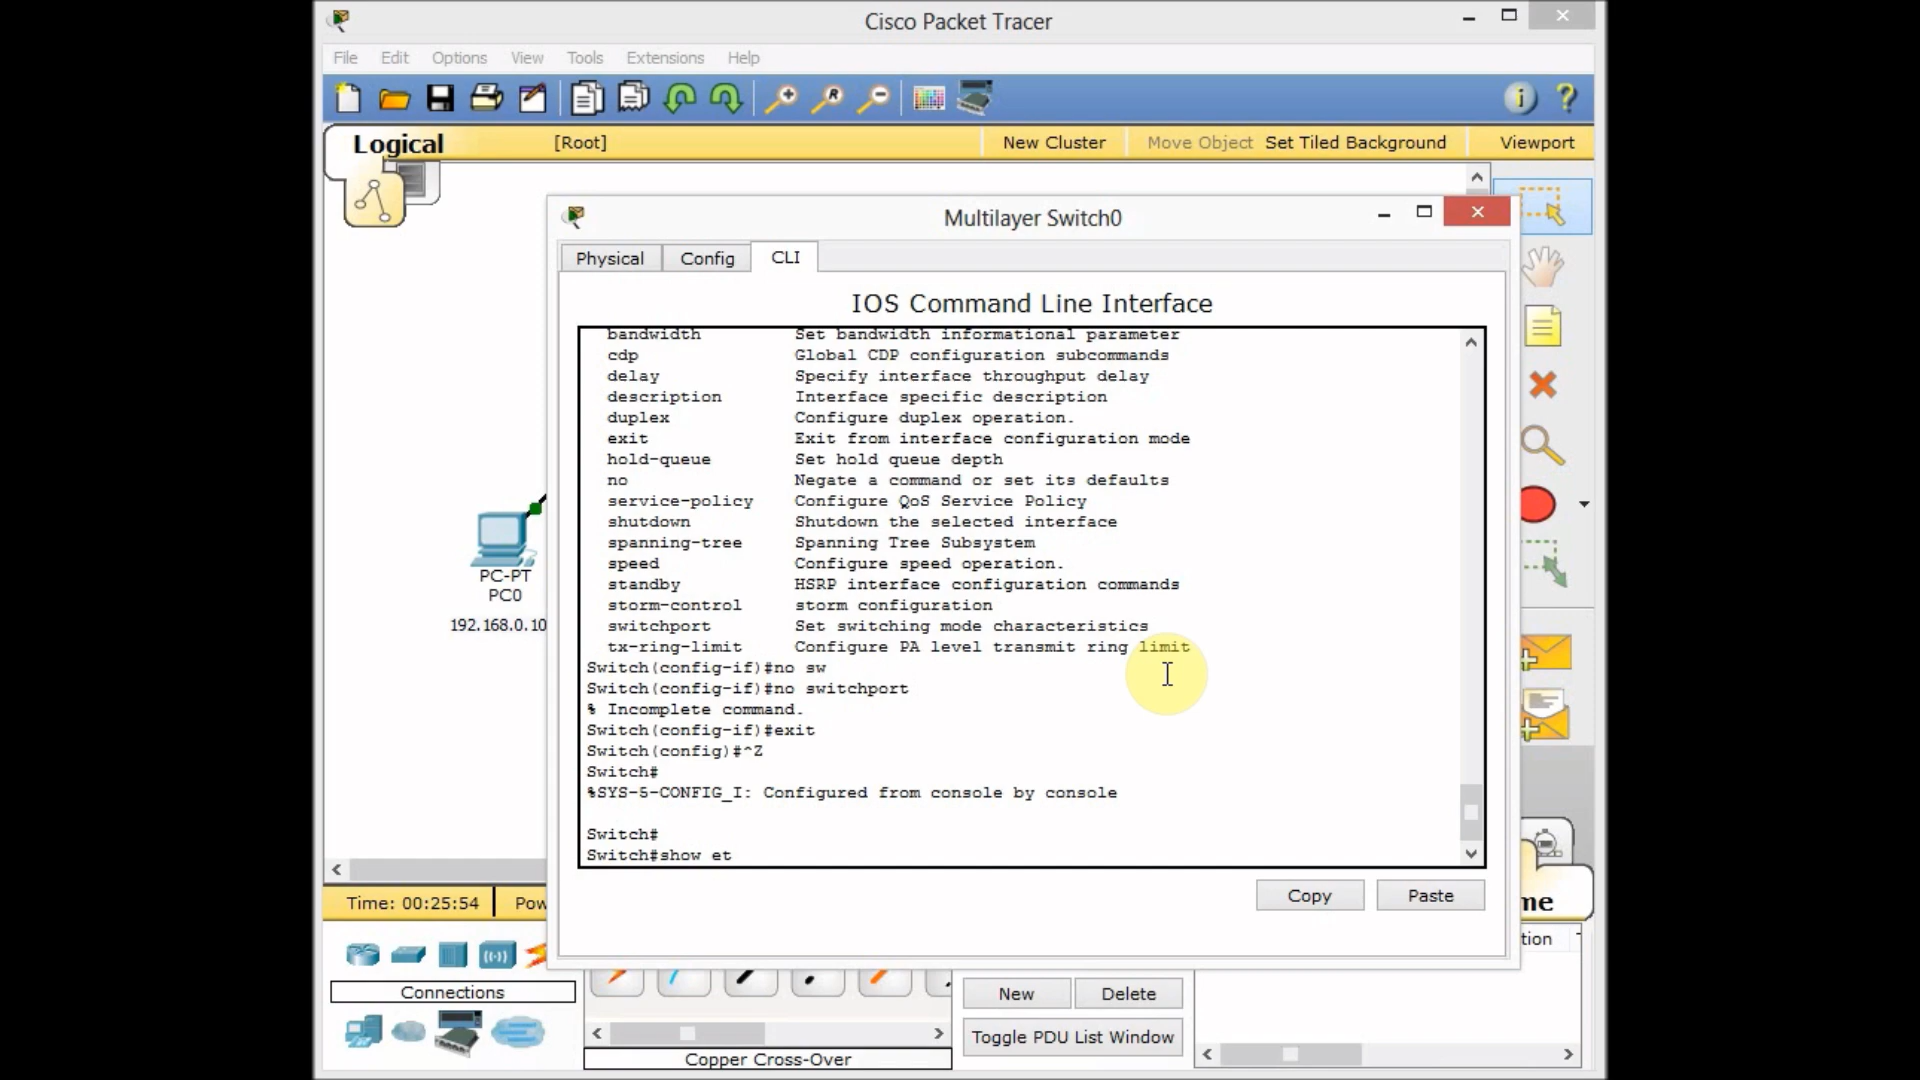 Cisco Packet Tracer
File Edit Options View Tools Extensions Help
Logical [Root] New Cluster Move Object Set Tiled Background Viewport
Multilayer Switch0
Physical Config CLI
IOS Command Line Interface
bandwidth Set bandwidth informational parameter
cdp Global CDP configuration subcommands
delay Specify interface throughput delay
description Interface specific description
duplex Configure duplex operation.
exit Exit from interface configuration mode
hold-queue Set hold queue depth
no Negate a command or set its defaults
service-policy Configure QoS Service Policy
shutdown Shutdown the selected interface
spanning-tree Spanning Tree Subsystem
speed Configure speed operation.
standby HSRP interface configuration commands
storm-control storm configuration
switchport Set switching mode characteristics
tx-ring-limit Configure PA level transmit ring limit
Switch(config-if)#no sw
Switch(config-if)#no switchport
% Incomplete command.
Switch(config-if)#exit
Switch(config)#^Z
Switch#
%SYS-5-CONFIG_I: Configured from console by console
Switch#
Switch#show et
Copy Paste
PC-PT
PC0
192.168.0.10
Time: 00:25:54 Pow
me
tion
Connections
New Delete
Toggle PDU List Window
Copper Cross-Over